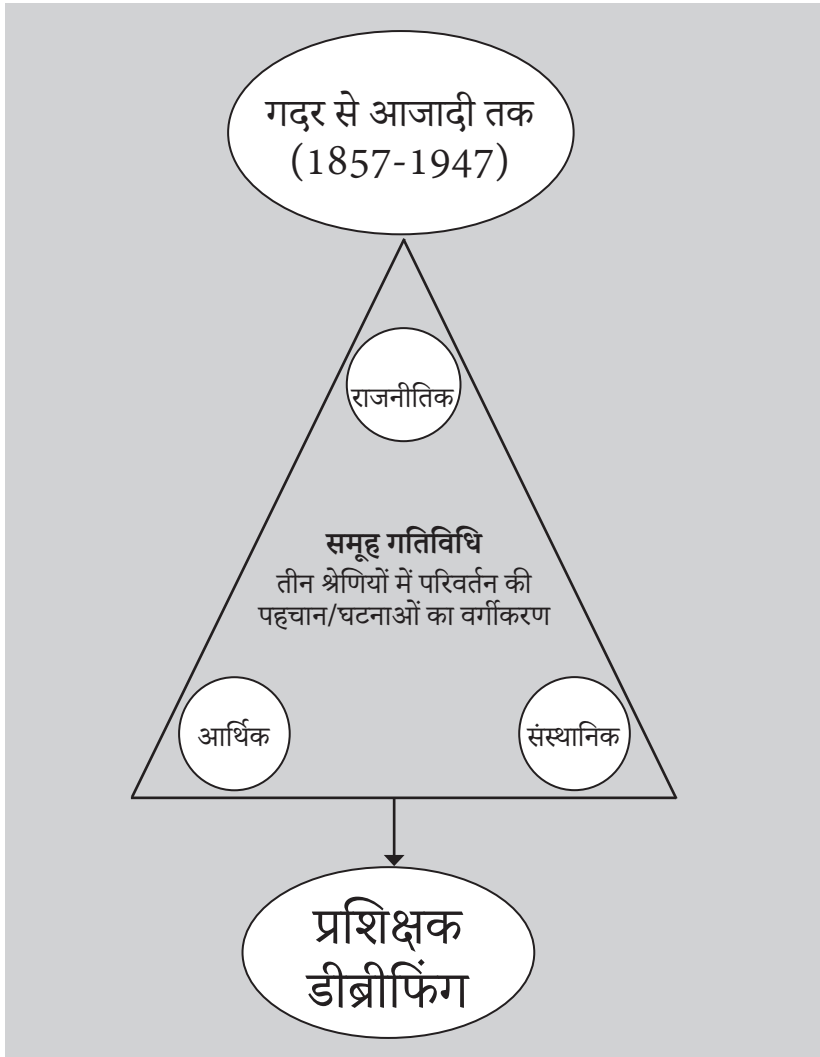 गदर से आजादी तक
(1857-1947)
राजनीतिक
समूह गतिविधि
तीन श्रेणियों में परिवर्तन की
पहचान/घटनाओं का वर्गीकरण
आर्थिक
संस्थानिक
प्रशिक्षक
डीब्रीफिंग